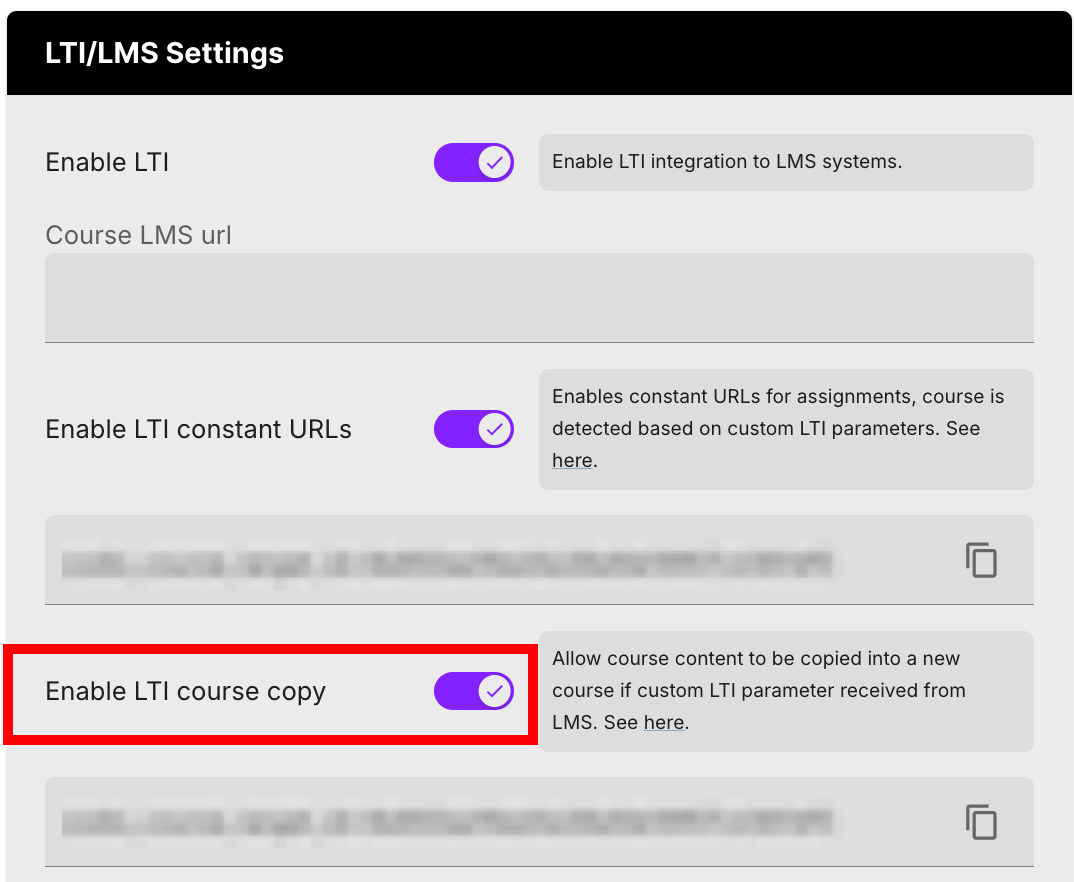 LTI/LMS Settings
Enable LTI
Enable LTI integration to LMS systems.
Course LMS url
Enable LTI constant URLs
Enables constant URLs for assignments, course is
detected based on custom LTI parameters. See
here.
Enable LTI course copy
Allow course content to be copied into a new
course if custom LTI parameter received from
LMS. See here.